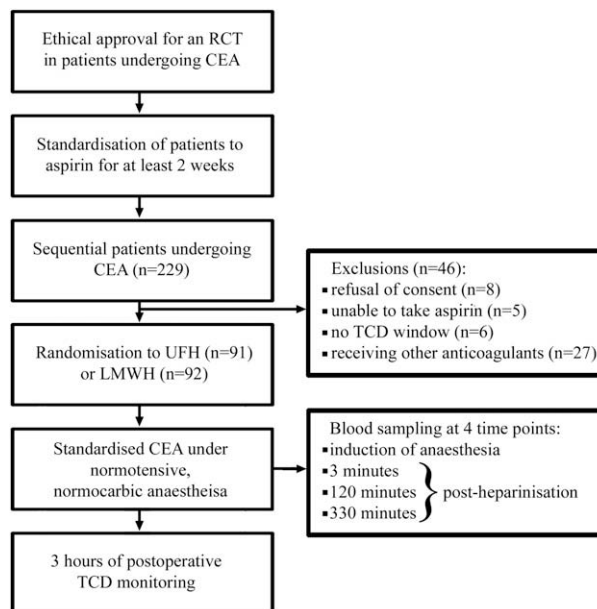 Ethical approval for an RCT
in patients undergoing CEA
Standardisation of patients to
aspirin for at least 2 weeks
Sequential patients undergoing
CEA (n=229)
Exclusions (n=46):
▪ refusal of consent (n=8)
▪ unable to take aspirin (n=5)
▪ no TCD window (n=6)
▪ receiving other anticoagulants (n=27)
Randomisation to UFH (n=91)
or LMWH (n=92)
Standardised CEA under
normotensive,
normocarbic anaestheisa
Blood sampling at 4 time points:
▪ induction of anaesthesia
▪ 3 minutes
▪ 120 minutes
▪ 330 minutes
post-heparinisation
3 hours of postoperative
TCD monitoring